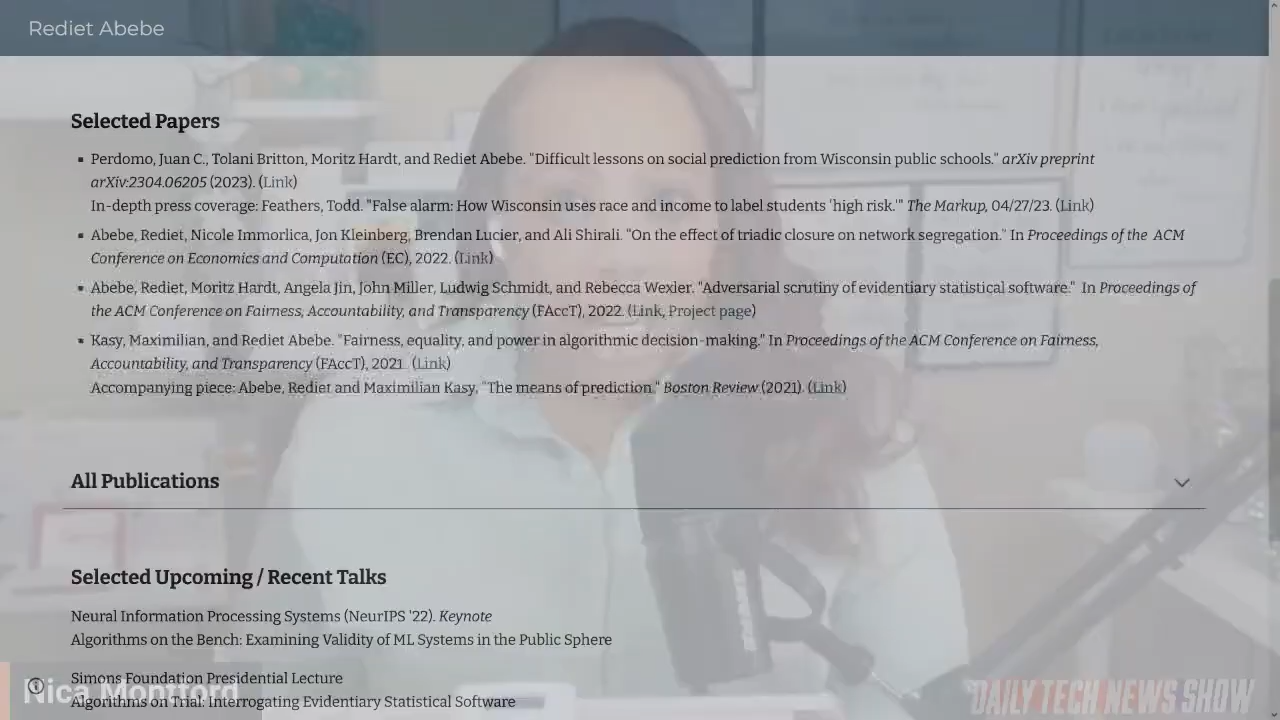 Rediet Abebe
Selected Papers
▪ Perdomo, Juan C., Tolani Britton, Moritz Hardt, and Rediet Abebe. "Difficult lessons on social prediction from Wisconsin public schools." arXiv preprint
arXiv:2304.06205 (2023). (Link)
In-depth press coverage: Feathers, Todd. "False alarm: How Wisconsin uses race and income to label students 'high risk.'" The Markup, 04/27/23. (Link)
▪ Abebe, Rediet, Nicole Immorlica, Jon Kleinberg, Brendan Lucier, and Ali Shirali. "On the effect of triadic closure on network segregation." In Proceedings of the ACM
Conference on Economics and Computation (EC), 2022. (Link)
▪ Abebe, Rediet, Moritz Hardt, Angela Jin, John Miller, Ludwig Schmidt, and Rebecca Wexler. "Adversarial scrutiny of evidentiary statistical software." In Proceedings of
the ACM Conference on Fairness, Accountability, and Transparency (FAccT), 2022. (Link, Project page)
▪ Kasy, Maximilian, and Rediet Abebe. "Fairness, equality, and power in algorithmic decision-making." In Proceedings of the ACM Conference on Fairness,
Accountability, and Transparency (FAccT), 2021. (Link)
Accompanying piece: Abebe, Rediet and Maximilian Kasy, "The means of prediction." Boston Review (2021). (Link)
All Publications
Selected Upcoming / Recent Talks
Neural Information Processing Systems (NeurIPS '22). Keynote
Algorithms on the Bench: Examining Validity of ML Systems in the Public Sphere
Simons Foundation Presidential Lecture
Nica Montford
Algorithms on Trial: Interrogating Evidentiary Statistical Software
DAILY TECH NEWS SHOW